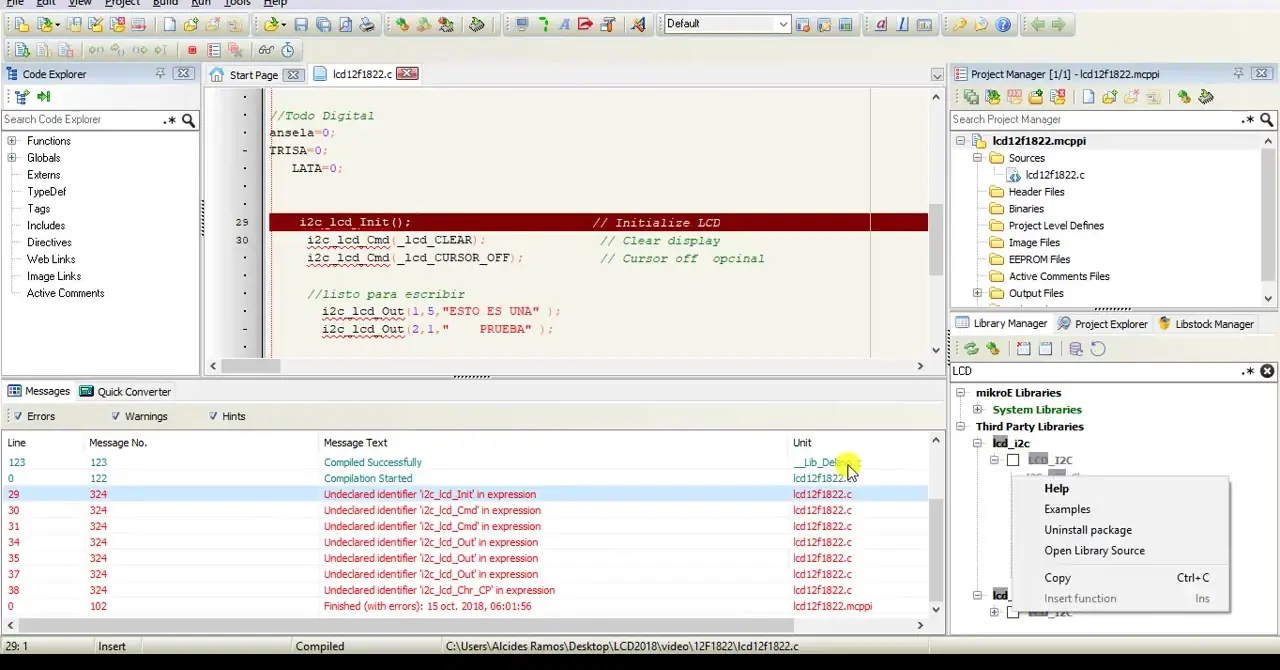 File Edit View Project Build Run Tools Help
Default
Code Explorer
Search Code Explorer
Functions
Globals
Externs
TypeDef
Tags
Includes
Directives
Web Links
Image Links
Active Comments
Start Page lcd12f1822.c
//Todo Digital
ansela=0;
TRISA=0;
LATA=0;
29 i2c_lcd_Init(); // Initialize LCD
30 i2c_lcd_Cmd(_lcd_CLEAR); // Clear display
i2c_lcd_Cmd(_lcd_CURSOR_OFF); // Cursor off opcinal
//listo para escribir
i2c_lcd_Out(1,5,"ESTO ES UNA" );
i2c_lcd_Out(2,1," PRUEBA" );
Project Manager [1/1] - lcd12f1822.mcppi
Search Project Manager
lcd12f1822.mcppi
Sources
lcd12f1822.c
Header Files
Binaries
Project Level Defines
Image Files
EEPROM Files
Active Comments Files
Output Files
Library Manager Project Explorer Libstock Manager
LCD
mikroE Libraries
System Libraries
Third Party Libraries
lcd_i2c
LCD_I2C
Help
Examples
Uninstall package
Open Library Source
Copy Ctrl+C
Insert function Ins
lcd_
Messages Quick Converter
Errors Warnings Hints
Line Message No. Message Text Unit
123 123 Compiled Successfully
0 122 Compilation Started lcd12f1822.c
29 324 Undeclared identifier 'i2c_lcd_Init' in expression lcd12f1822.c
30 324 Undeclared identifier 'i2c_lcd_Cmd' in expression lcd12f1822.c
31 324 Undeclared identifier 'i2c_lcd_Cmd' in expression lcd12f1822.c
34 324 Undeclared identifier 'i2c_lcd_Out' in expression lcd12f1822.c
35 324 Undeclared identifier 'i2c_lcd_Out' in expression lcd12f1822.c
37 324 Undeclared identifier 'i2c_lcd_Out' in expression lcd12f1822.c
38 324 Undeclared identifier 'i2c_lcd_Chr_CP' in expression lcd12f1822.c
0 102 Finished (with errors): 15 oct. 2018, 06:01:56 lcd12f1822.mcppi
29: 1 Insert Compiled C:\Users\Alcides Ramos\Desktop\LCD2018\video\12F1822\lcd12f1822.c